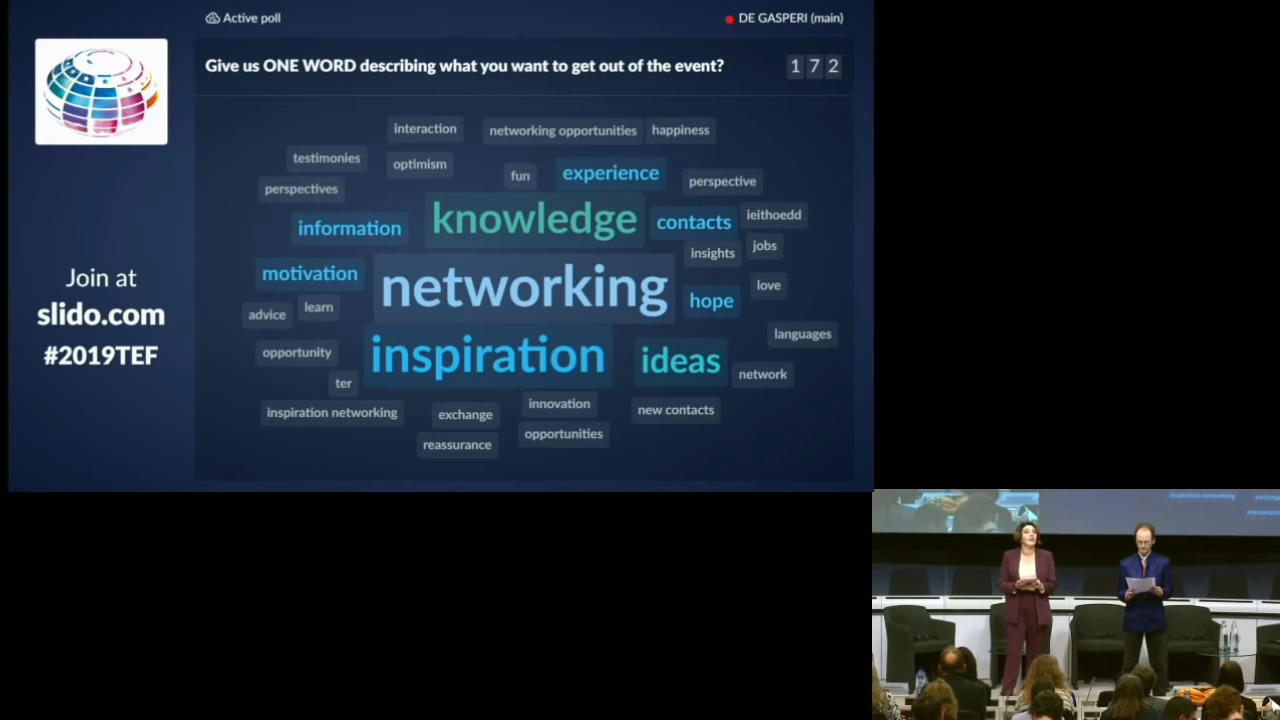 Active poll
DE GASPERI (main)
Give us ONE WORD describing what you want to get out of the event?
172
interaction
networking opportunities
happiness
testimonies
optimism
fun
experience
perspective
perspectives
information
knowledge
contacts
ieithoedd
insights
jobs
motivation
networking
hope
love
advice
learn
languages
opportunity
inspiration
ideas
network
ter
inspiration networking
exchange
innovation
new contacts
reassurance
opportunities
Join at
slido.com
#2019TEF
inspiration networking